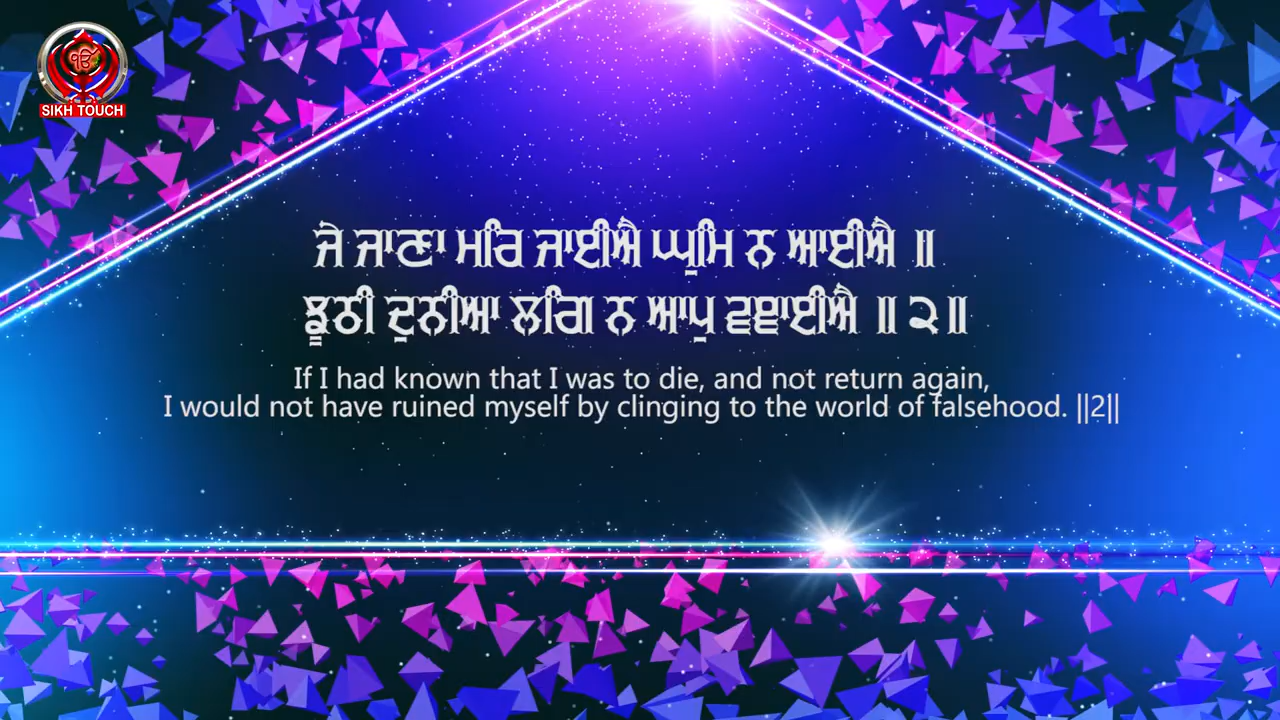 ੴ
SIKH TOUCH
ਜੇ ਜਾਣਾ ਮਰਿ ਜਾਈਐ ਘੁਮਿ ਨ ਆਈਐ ॥
ਝੂਠੀ ਦੁਨੀਆ ਲਗਿ ਨ ਆਪੁ ਵਞਾਈਐ ॥੨॥
If I had known that I was to die, and not return again,
I would not have ruined myself by clinging to the world of falsehood. ||2||